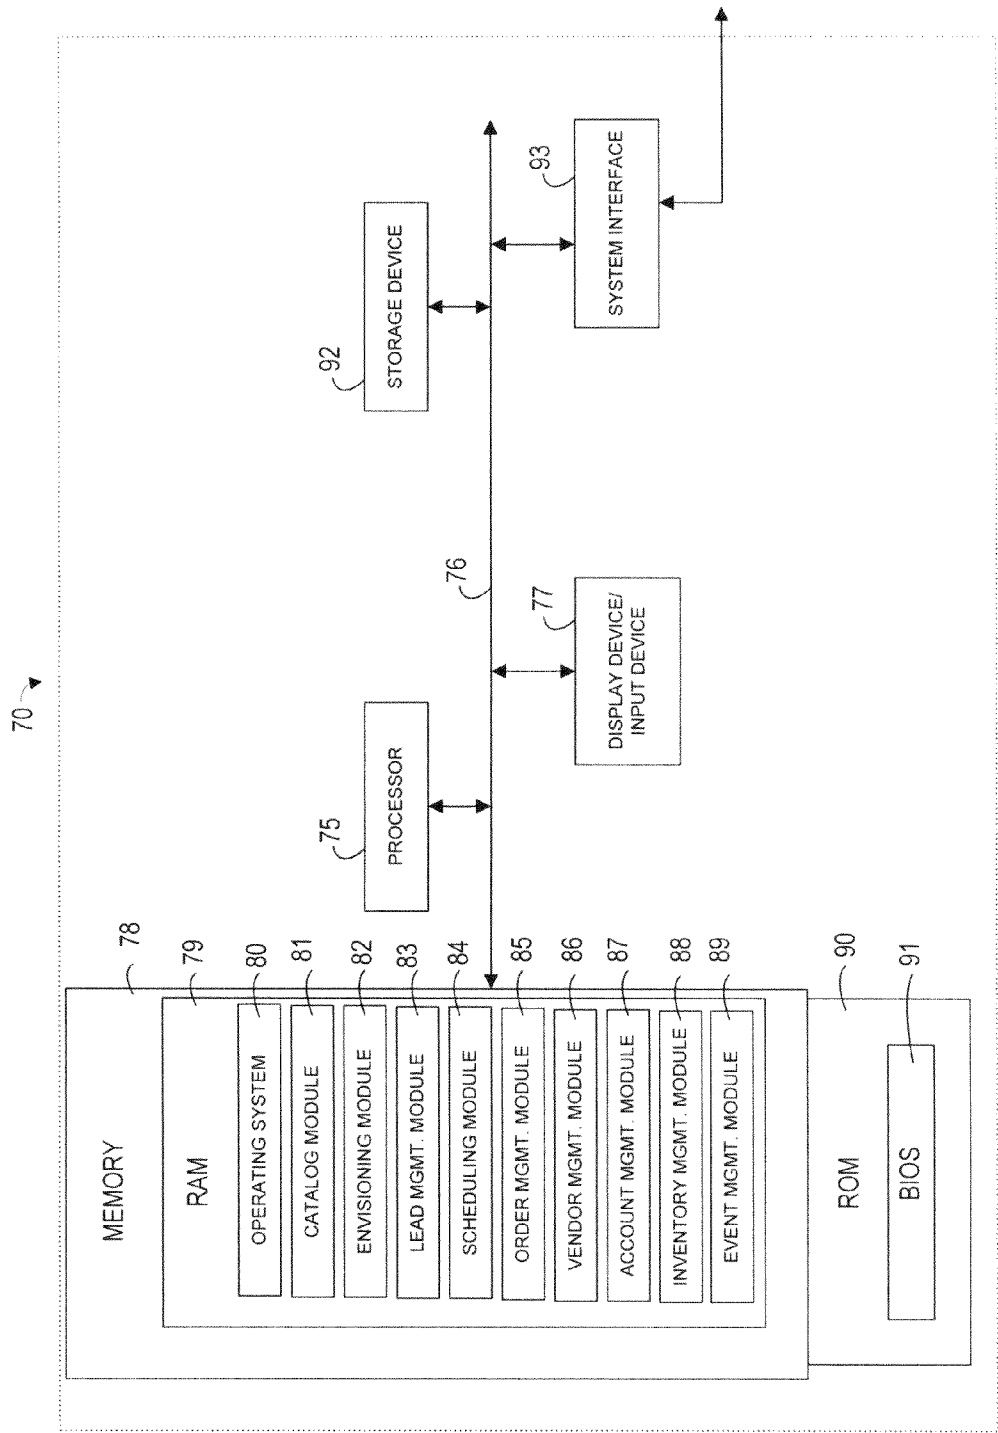 70
MEMORY
78
RAM
79
OPERATING SYSTEM
80
CATALOG MODULE
81
ENVISIONING MODULE
82
LEAD MGMT. MODULE
83
SCHEDULING MODULE
84
ORDER MGMT. MODULE
85
VENDOR MGMT. MODULE
86
ACCOUNT MGMT. MODULE
87
INVENTORY MGMT. MODULE
88
EVENT MGMT. MODULE
89
ROM
90
BIOS
91
75
PROCESSOR
76
77
DISPLAY DEVICE/
INPUT DEVICE
92
STORAGE DEVICE
93
SYSTEM INTERFACE